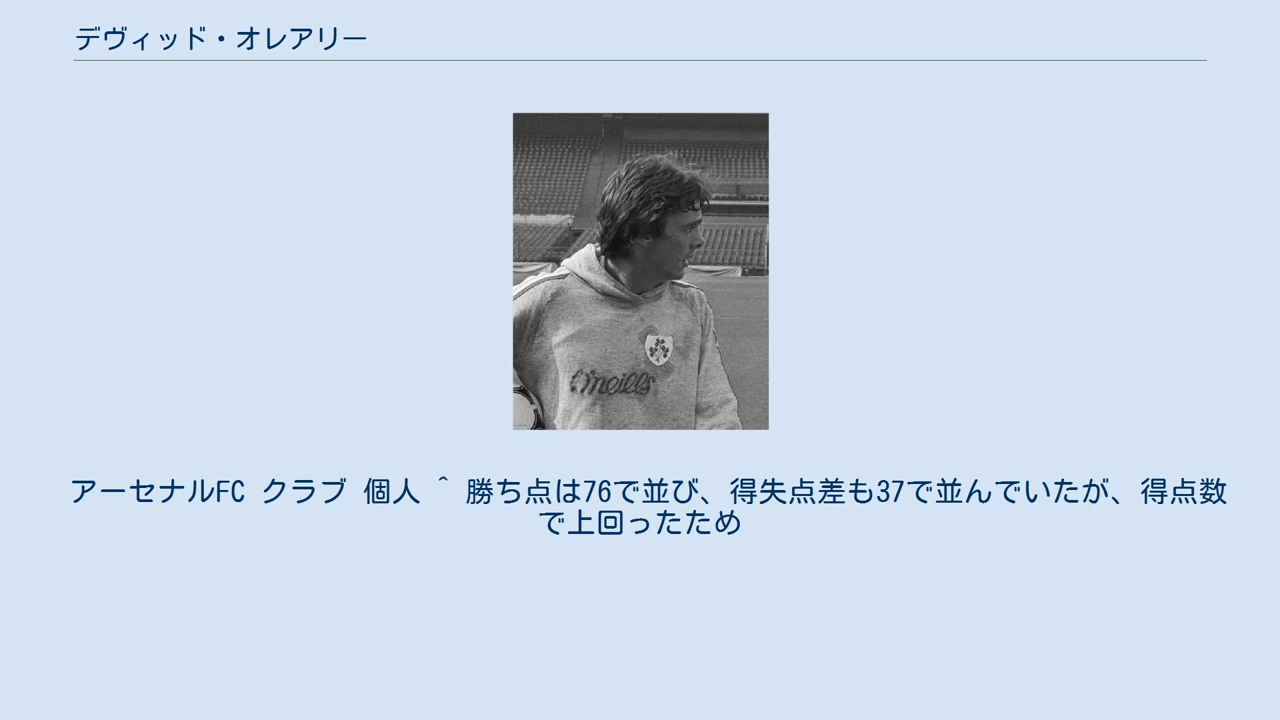 デヴィッド・オレアリー
O'neills
アーセナルFC クラブ 個人 ^ 勝ち点は76で並び、得失点差も37で並んでいたが、得点数
で上回ったため